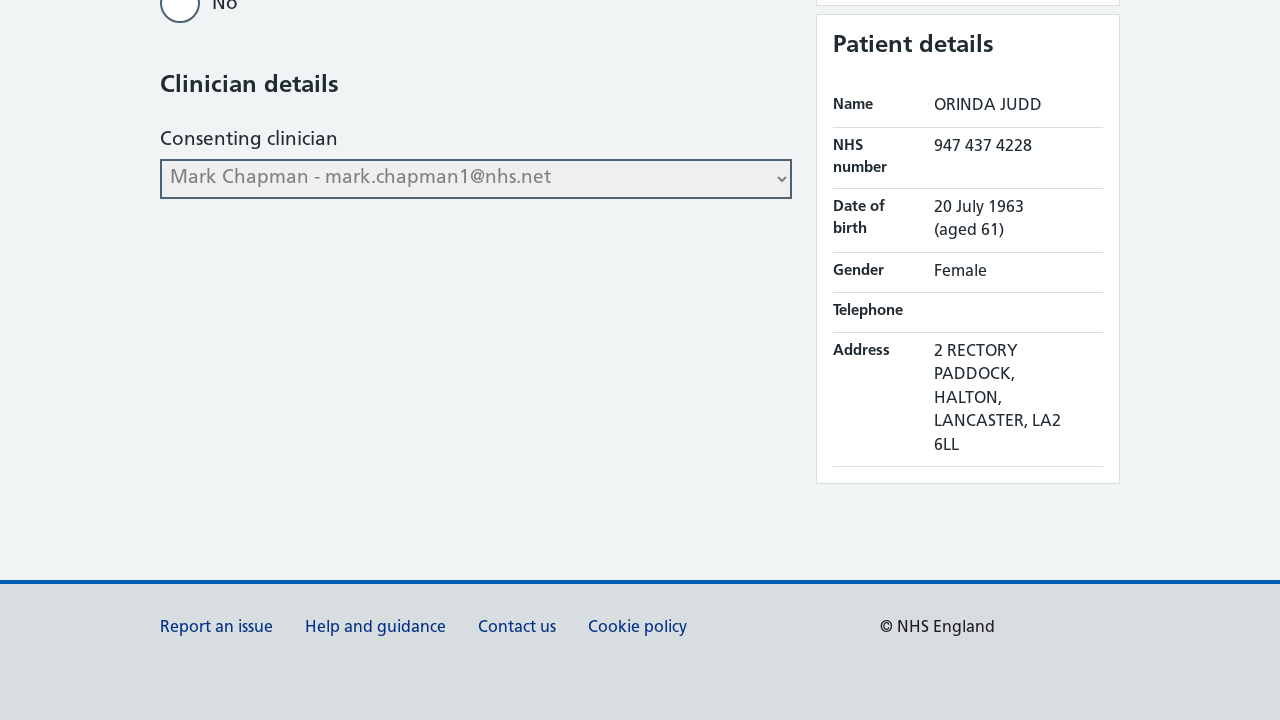 No
Clinician details
Consenting clinician
Mark Chapman - mark.chapman1@nhs.net
Patient details
Name ORINDA JUDD
NHS number 947 437 4228
Date of birth 20 July 1963 (aged 61)
Gender Female
Telephone
Address 2 RECTORY
PADDOCK,
HALTON,
LANCASTER, LA2
6LL
Report an issue Help and guidance Contact us Cookie policy © NHS England